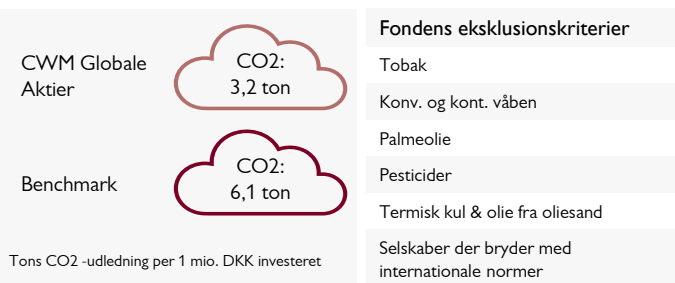 CWM Globale
Aktier
CO2:
3,2 ton
Benchmark
CO2:
6,1 ton
Tons CO2 -udledning per 1 mio. DKK investeret
Fondens eksklusionskriterier
Tobak
Konv. og kont. våben
Palmeolie
Pesticider
Termisk kul & olie fra oliesand
Selskaber der bryder med
internationale normer